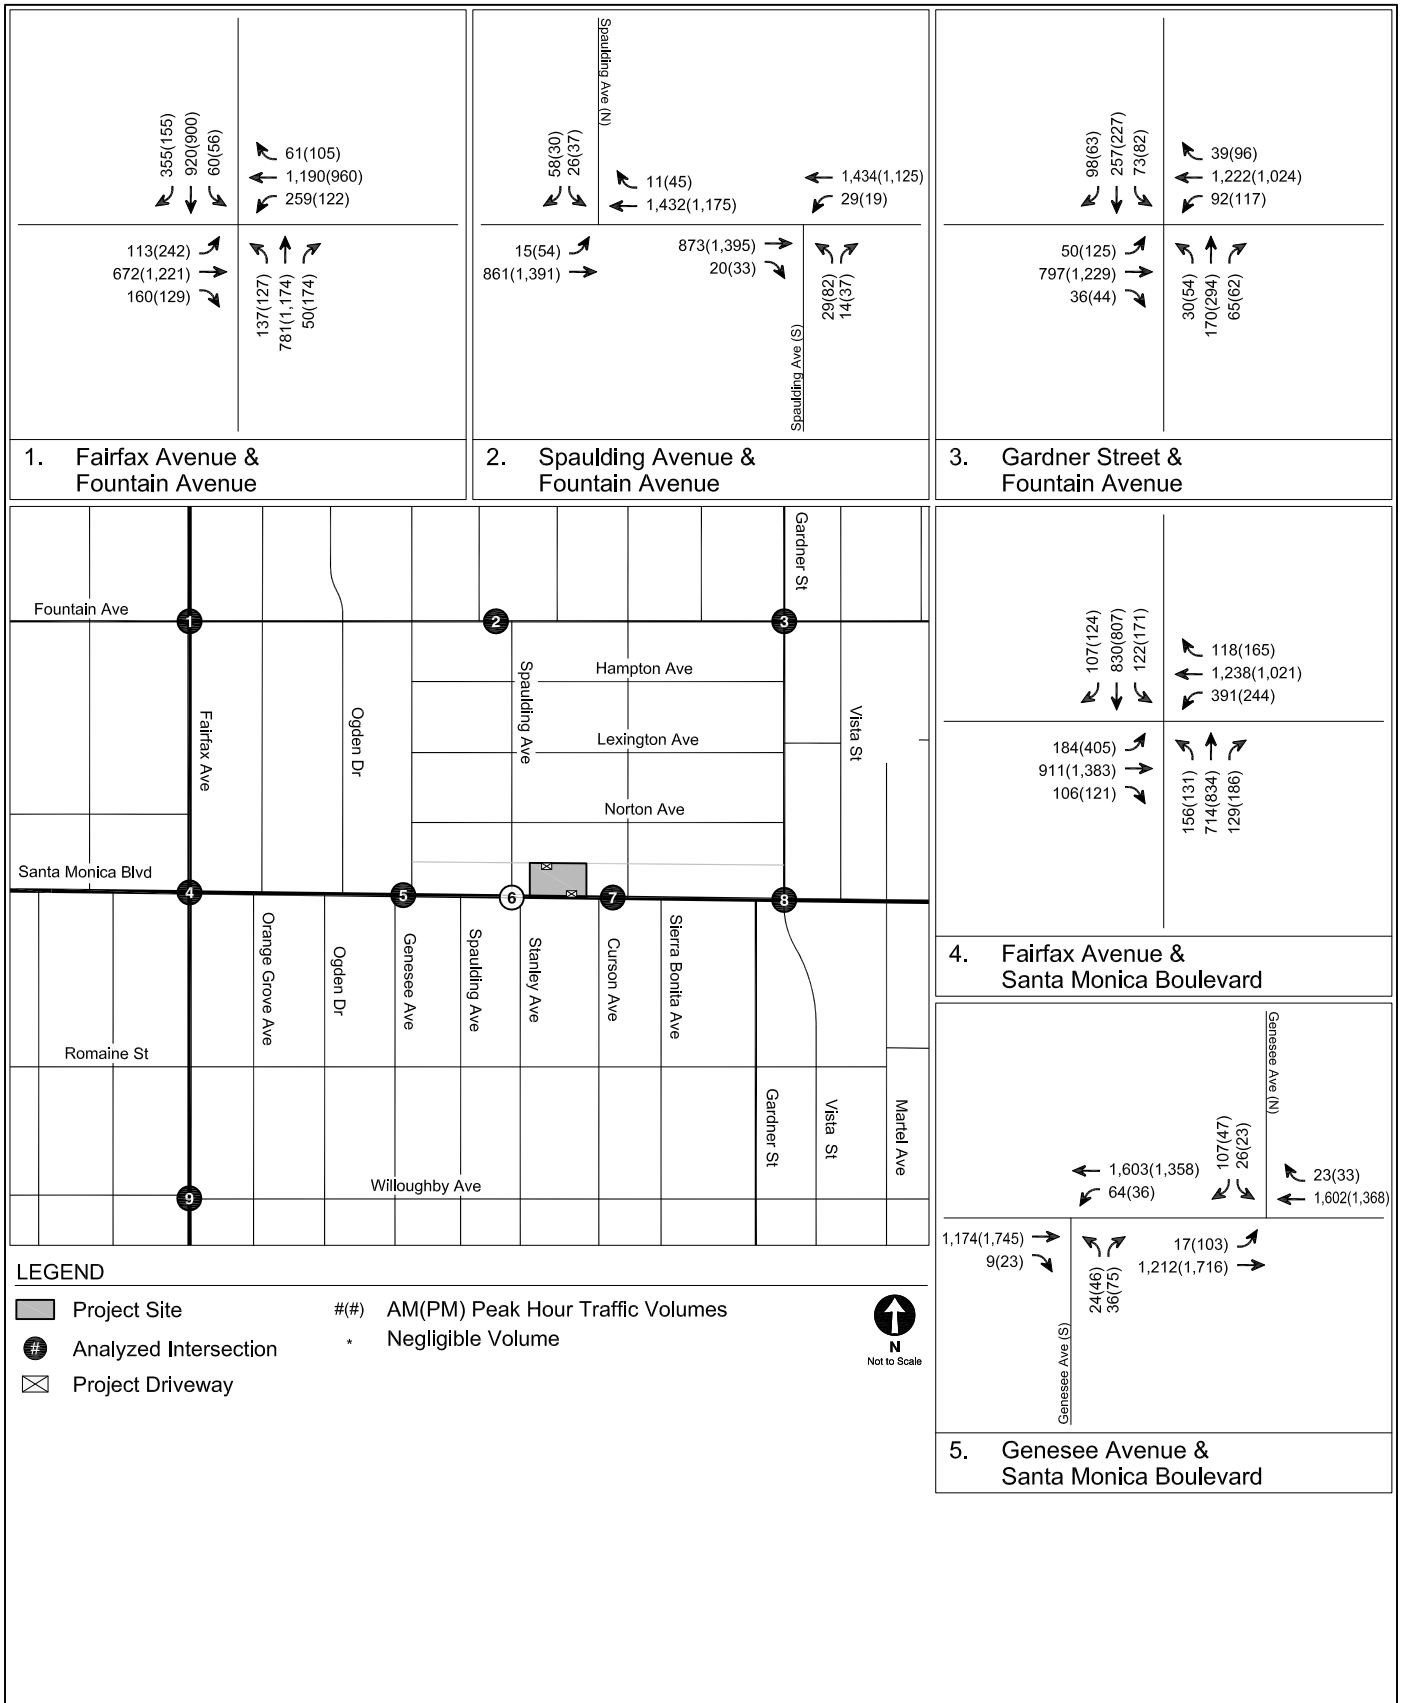 355(155)
920(900)
60(56)
61(105)
1,190(960)
259(122)
113(242)
672(1,221)
160(129)
137(127)
781(1,174)
50(174)
1. Fairfax Avenue &
Fountain Avenue
Spaulding Ave (N)
58(30)
26(37)
11(45)
1,432(1,175)
1,434(1,125)
29(19)
15(54)
861(1,391)
873(1,395)
20(33)
29(82)
14(37)
Spaulding Ave (S)
2. Spaulding Avenue &
Fountain Avenue
98(63)
257(227)
73(82)
39(96)
1,222(1,024)
92(117)
50(125)
797(1,229)
36(44)
30(54)
170(294)
65(62)
3. Gardner Street &
Fountain Avenue
Gardner St
Fountain Ave
1
2
3
Hampton Ave
Spaulding Ave
Fairfax Ave
Ogden Dr
Vista St
Lexington Ave
Norton Ave
Santa Monica Blvd
4
5
6
7
8
Orange Grove Ave
Ogden Dr
Genesee Ave
Spaulding Ave
Stanley Ave
Curson Ave
Sierra Bonita Ave
Romaine St
Gardner St
Vista St
Martel Ave
Willoughby Ave
9
107(124)
830(807)
122(171)
118(165)
1,238(1,021)
391(244)
184(405)
911(1,383)
106(121)
156(131)
714(834)
129(186)
4. Fairfax Avenue &
Santa Monica Boulevard
Genesee Ave (N)
107(47)
26(23)
1,603(1,358)
64(36)
23(33)
1,602(1,368)
1,174(1,745)
9(23)
24(46)
36(75)
17(103)
1,212(1,716)
Genesee Ave (S)
5. Genesee Avenue &
Santa Monica Boulevard
LEGEND
Project Site
# Analyzed Intersection
Project Driveway
#(#) AM(PM) Peak Hour Traffic Volumes
* Negligible Volume
N
Not to Scale